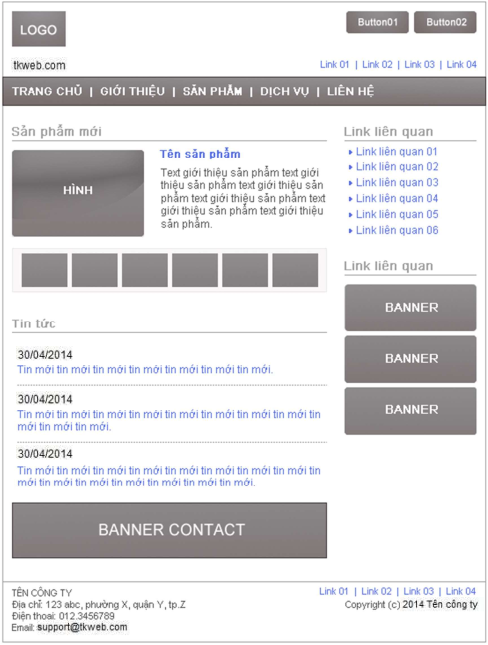 LOGO
Button01 Button02
tkweb.com
Link 01 | Link 02 | Link 03 | Link 04
TRANG CHỦ | GIỚI THIỆU | SẢN PHẨM | DỊCH VỤ | LIÊN HỆ
Sản phẩm mới
HÌNH
Tên sản phẩm
Text giới thiệu sản phẩm text giới
thiệu sản phẩm text giới thiệu sản
phẩm text giới thiệu sản phẩm text
giới thiệu sản phẩm text giới thiệu
sản phẩm.
Tin tức
30/04/2014
Tin mới tin mới tin mới tin mới tin mới tin mới tin mới.
30/04/2014
Tin mới tin mới tin mới tin mới tin mới tin mới tin mới tin mới tin
mới tin mới tin mới.
30/04/2014
Tin mới tin mới tin mới tin mới tin mới tin mới tin mới tin mới tin
mới tin mới tin mới tin mới tin mới tin mới tin mới.
BANNER CONTACT
Link liên quan
Link liên quan 01
Link liên quan 02
Link liên quan 03
Link liên quan 04
Link liên quan 05
Link liên quan 06
Link liên quan
BANNER
BANNER
BANNER
TÊN CÔNG TY
Địa chỉ: 123 abc, phường X, quận Y, tp.Z
Điện thoại: 012.3456789
Email: support@tkweb.com
Link 01 | Link 02 | Link 03 | Link 04
Copyright (c) 2014 Tên công ty